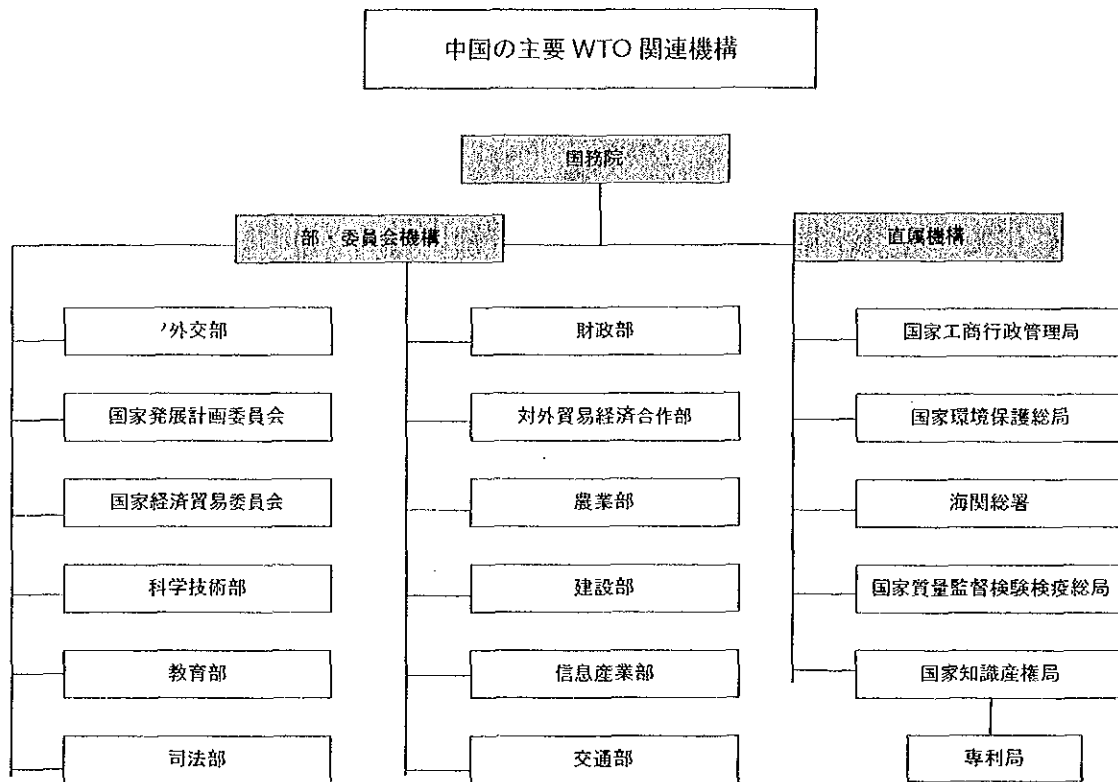 中国の主要 WTO 関連機構
国務院
部・委員会機構
直属機構
外交部
国家発展計画委員会
国家経済貿易委員会
科学技術部
教育部
司法部
財政部
対外貿易経済合作部
農業部
建設部
信息産業部
交通部
国家工商行政管理局
国家環境保護総局
海関総署
国家質量監督検験検疫総局
国家知識産権局
専利局